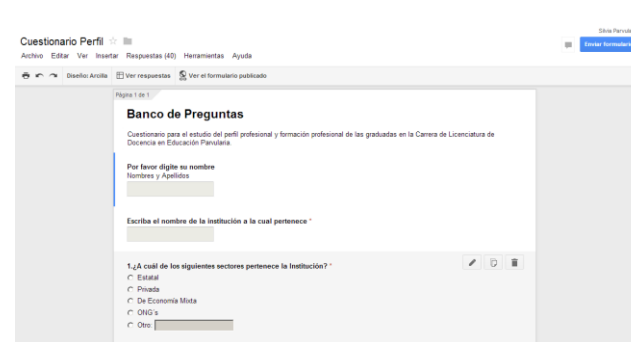 Silvia Parvula
Cuestionario Perfil
Enviar formulario
Archivo Editar Ver Insertar Respuestas (40) Herramientas Ayuda
Diseño: Arcilla Ver respuestas Ver el formulario publicado
Página 1 de 1
Banco de Preguntas
Cuestionario para el estudio del perfil profesional y formación profesional de las graduadas en la Carrera de Licenciatura de
Docencia en Educación Parvularia.
Por favor digite su nombre
Nombres y Apelidos
Escriba el nombre de la institución a la cual pertenece *
1.¿A cuál de los siguientes sectores pertenece la Institución? *
Estatal
Privada
De Economía Mixta
ONG´s
Otro: